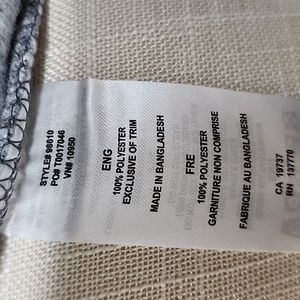 STYLE# 98610
PO# T0017046
VN# 10950
ENG
100% POLYESTER
EXCLUSIVE OF TRIM
MADE IN BANGLADESH
FRE
100% POLYESTER
GARNITURE NON COMPRISE
FABRIQUE AU BANGLADESH
CA 19737
RN 137770